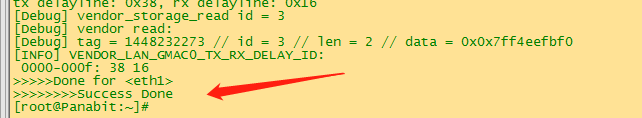 tx delayline: 0x38, rx delayline: 0x16
[Debug] vendor_storage_read id = 3
[Debug] vendor read:
[Debug] tag = 1448232273 // id = 3 // len = 2 // data = 0x0x7ff4eefbf0
[INFO] VENDOR_LAN_GMAC0_TX_RX_DELAY_ID:
 0000-000f: 38 16
>>>>>Done for <eth1>
>>>>>>>>Success Done
[root@Panabit:~]#